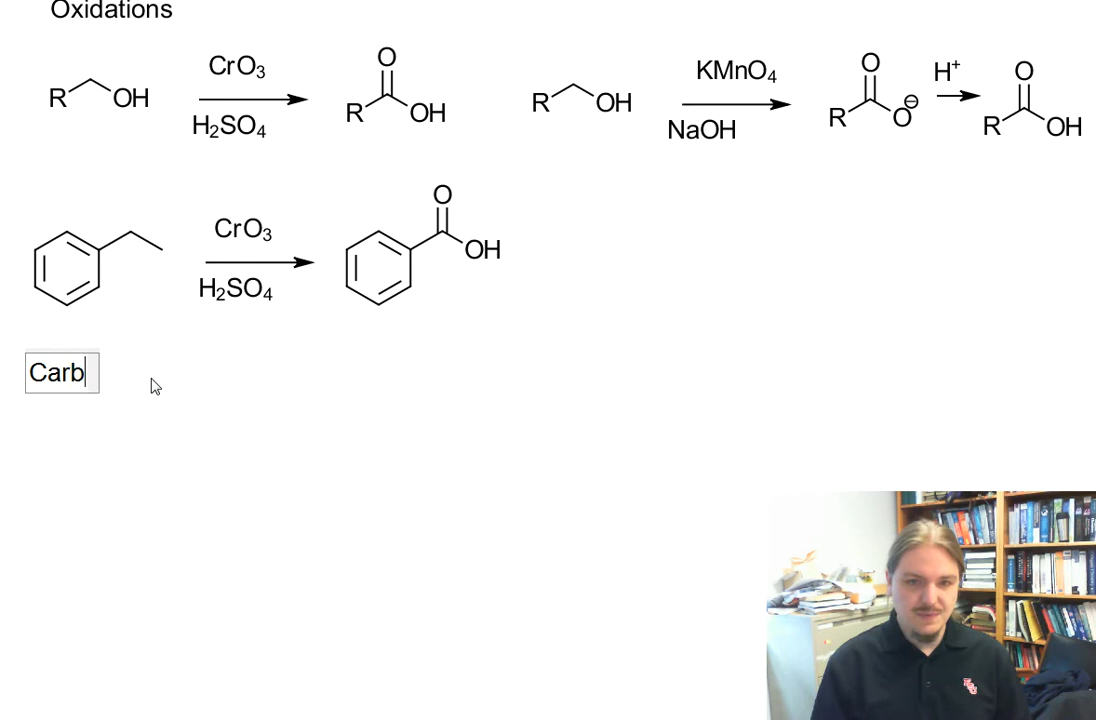 Oxidations
R OH CrO3 H2SO4 O R OH
R OH KMnO4 NaOH O R O⊖ H+ O R OH
CrO3 H2SO4 O OH
Carb